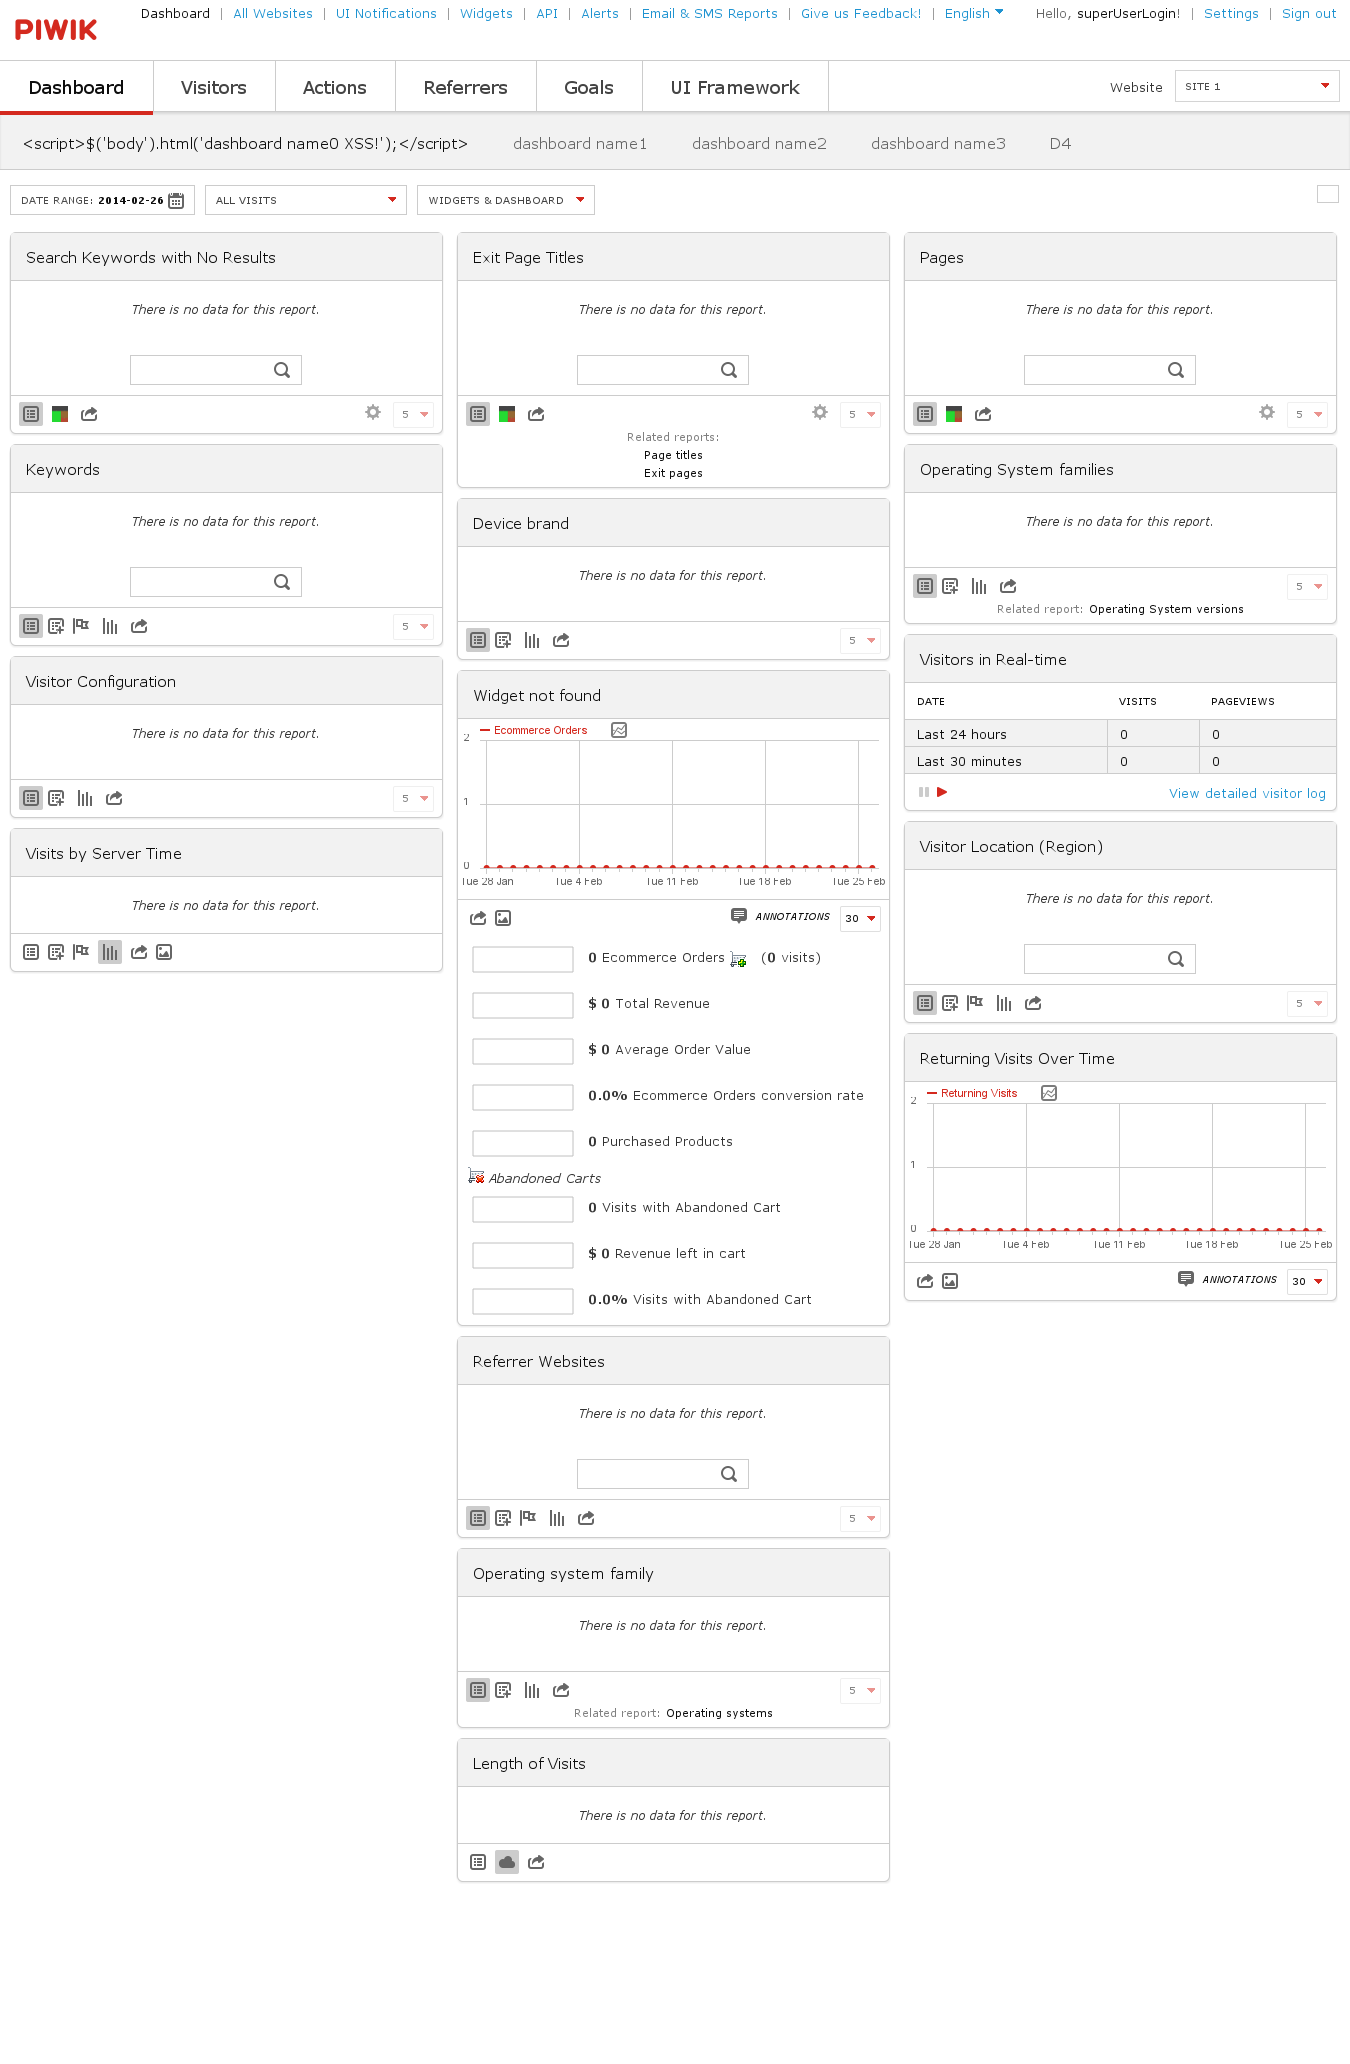 Dashboard | All Websites | UI Notifications | Widgets | API | Alerts | Email & SMS Reports | Give us Feedback! | English Hello, superUserLogin! | Settings | Sign out
PIWIK
Dashboard Visitors Actions Referrers Goals UI Framework Website SITE 1
<script>$('body').html('dashboard name0 XSS!');</script> dashboard name1 dashboard name2 dashboard name3 D4
DATE RANGE: 2014-02-26 ALL VISITS WIDGETS & DASHBOARD
Search Keywords with No Results
There is no data for this report.
5
Keywords
There is no data for this report.
5
Visitor Configuration
There is no data for this report.
5
Visits by Server Time
There is no data for this report.
Exit Page Titles
There is no data for this report.
5
Related reports:
Page titles
Exit pages
Device brand
There is no data for this report.
5
Widget not found
Ecommerce Orders
2
1
0
Tue 28 Jan Tue 4 Feb Tue 11 Feb Tue 18 Feb Tue 25 Feb
ANNOTATIONS 30
0 Ecommerce Orders (0 visits)
$ 0 Total Revenue
$ 0 Average Order Value
0.0% Ecommerce Orders conversion rate
0 Purchased Products
Abandoned Carts
0 Visits with Abandoned Cart
$ 0 Revenue left in cart
0.0% Visits with Abandoned Cart
Referrer Websites
There is no data for this report.
5
Operating system family
There is no data for this report.
5
Related report: Operating systems
Length of Visits
There is no data for this report.
Pages
There is no data for this report.
5
Operating System families
There is no data for this report.
5
Related report: Operating System versions
Visitors in Real-time
DATE VISITS PAGEVIEWS
Last 24 hours 0 0
Last 30 minutes 0 0
View detailed visitor log
Visitor Location (Region)
There is no data for this report.
5
Returning Visits Over Time
Returning Visits
2
1
0
Tue 28 Jan Tue 4 Feb Tue 11 Feb Tue 18 Feb Tue 25 Feb
ANNOTATIONS 30